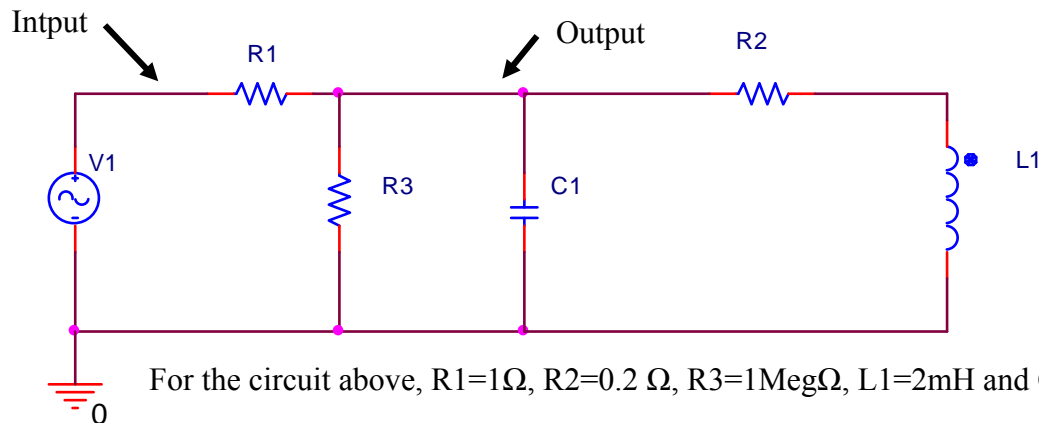 Intput
Output
R1
R2
V1
R3
C1
L1
For the circuit above, R1=1Ω, R2=0.2 Ω, R3=1MegΩ, L1=2mH and
0